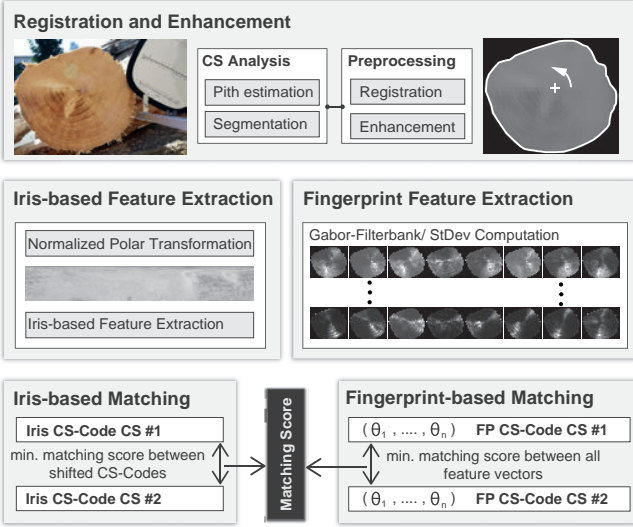 Registration and Enhancement
CS Analysis
Pith estimation
Segmentation
Preprocessing
Registration
Enhancement
Iris-based Feature Extraction
Normalized Polar Transformation
Iris-based Feature Extraction
Fingerprint Feature Extraction
Gabor-Filterbank/ StDev Computation
Iris-based Matching
Iris CS-Code CS #1
min. matching score between
shifted CS-Codes
Iris CS-Code CS #2
Matching Score
Fingerprint-based Matching
(θ₁ , .... , θₙ) FP CS-Code CS #1
min. matching score between all
feature vectors
(θ₁ , .... , θₙ) FP CS-Code CS #2